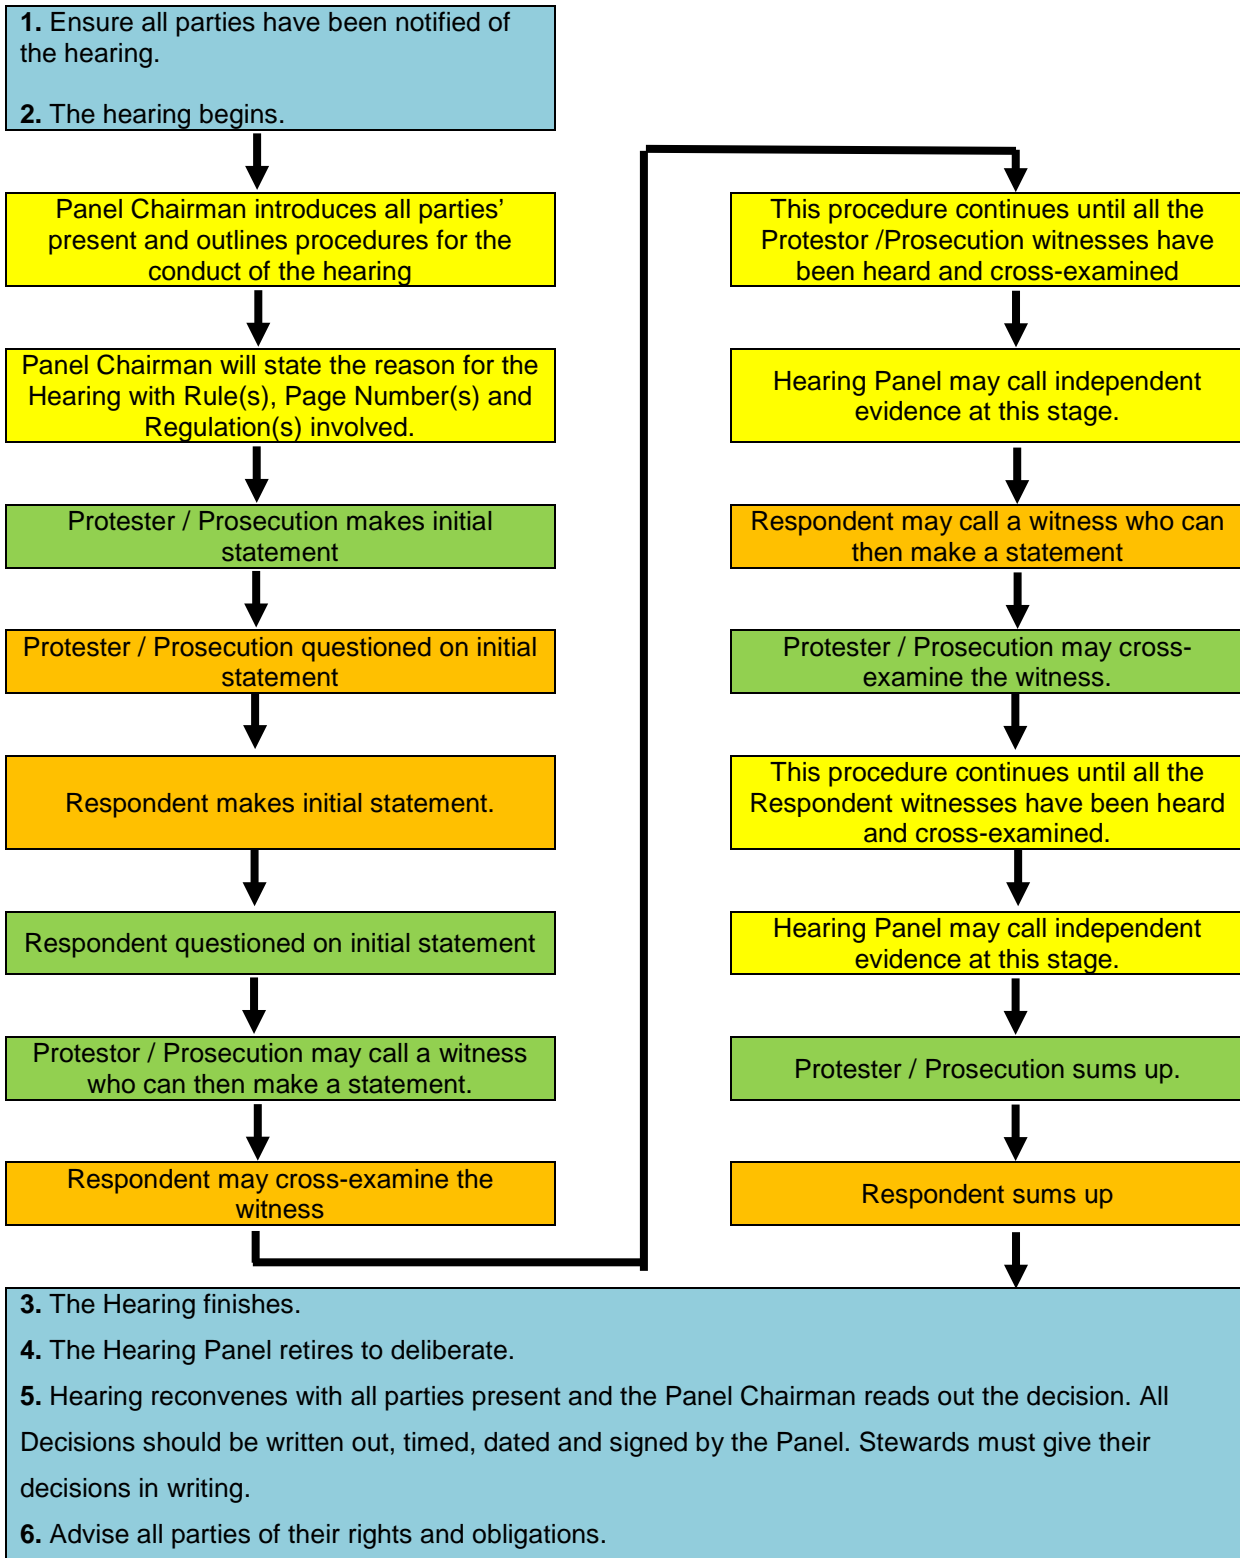 1. Ensure all parties have been notified of
the hearing.
2. The hearing begins.
Panel Chairman introduces all parties’
present and outlines procedures for the
conduct of the hearing
Panel Chairman will state the reason for the
Hearing with Rule(s), Page Number(s) and
Regulation(s) involved.
Protester / Prosecution makes initial
statement
Protester / Prosecution questioned on initial
statement
Respondent makes initial statement.
Respondent questioned on initial statement
Protestor / Prosecution may call a witness
who can then make a statement.
Respondent may cross-examine the
witness
This procedure continues until all the
Protestor /Prosecution witnesses have
been heard and cross-examined
Hearing Panel may call independent
evidence at this stage.
Respondent may call a witness who can
then make a statement
Protester / Prosecution may cross-
examine the witness.
This procedure continues until all the
Respondent witnesses have been heard
and cross-examined.
Hearing Panel may call independent
evidence at this stage.
Protester / Prosecution sums up.
Respondent sums up
3. The Hearing finishes.
4. The Hearing Panel retires to deliberate.
5. Hearing reconvenes with all parties present and the Panel Chairman reads out the decision. All
Decisions should be written out, timed, dated and signed by the Panel. Stewards must give their
decisions in writing.
6. Advise all parties of their rights and obligations.